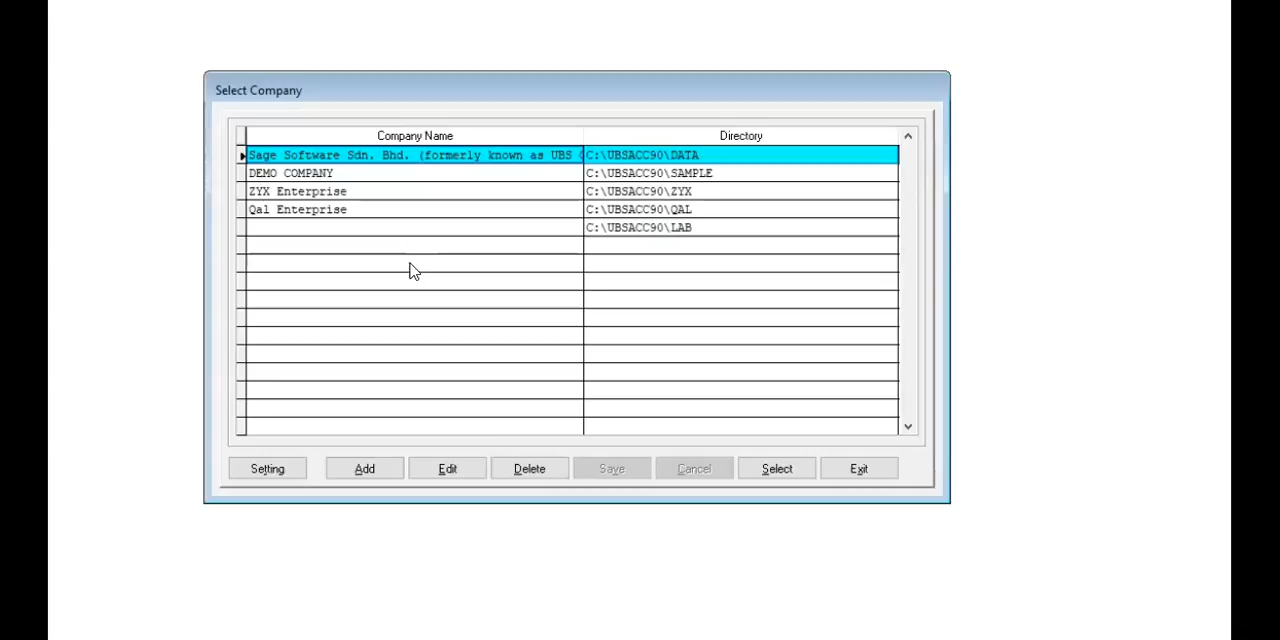 Select Company
Company Name Directory
Sage Software Sdn. Bhd. (formerly known as UBS C:\UBSACC90\DATA
DEMO COMPANY C:\UBSACC90\SAMPLE
ZYX Enterprise C:\UBSACC90\ZYX
Qal Enterprise C:\UBSACC90\QAL
C:\UBSACC90\LAB
Setting Add Edit Delete Save Cancel Select Exit